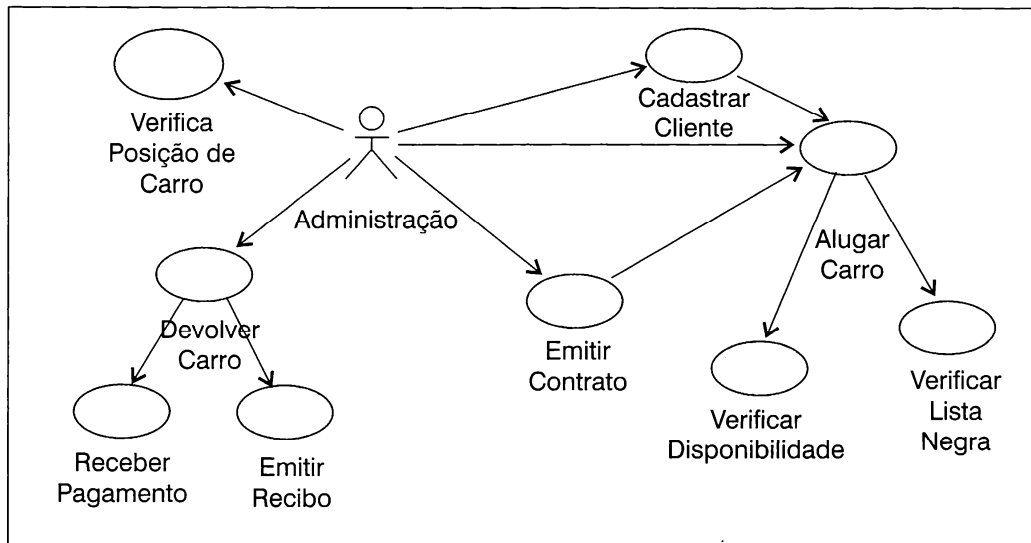 Verifica
Posição de
Carro
Administração
Cadastrar
Cliente
Alugar
Carro
Devolver
Carro
Emitir
Contrato
Verificar
Disponibilidade
Verificar
Lista
Negra
Receber
Pagamento
Emitir
Recibo